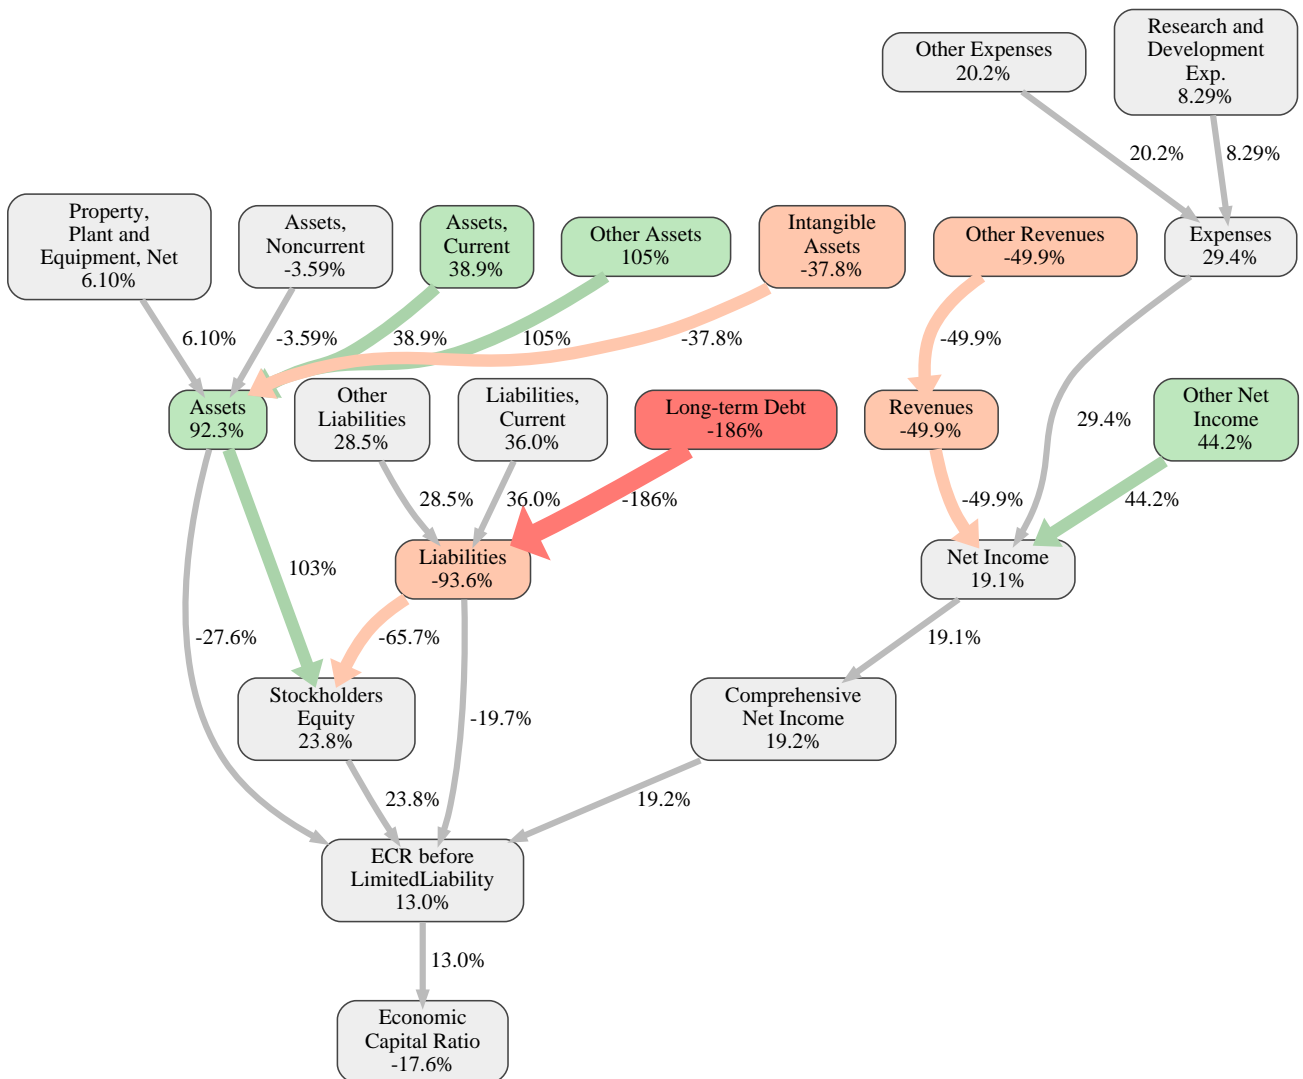 Other Expenses
20.2%
Research and
Development
Exp.
8.29%
20.2%
8.29%
Property,
Plant and
Equipment, Net
6.10%
Assets,
Noncurrent
-3.59%
Assets,
Current
38.9%
Other Assets
105%
Intangible
Assets
-37.8%
Other Revenues
-49.9%
Expenses
29.4%
6.10%
-3.59%
38.9%
105%
-37.8%
-49.9%
29.4%
Assets
92.3%
Other
Liabilities
28.5%
Liabilities,
Current
36.0%
Long-term Debt
-186%
Revenues
-49.9%
Other Net
Income
44.2%
28.5%
36.0%
-186%
-49.9%
44.2%
103%
Liabilities
-93.6%
Net Income
19.1%
-27.6%
-65.7%
19.1%
Stockholders
Equity
23.8%
-19.7%
Comprehensive
Net Income
19.2%
23.8%
19.2%
ECR before
LimitedLiability
13.0%
13.0%
Economic
Capital Ratio
-17.6%